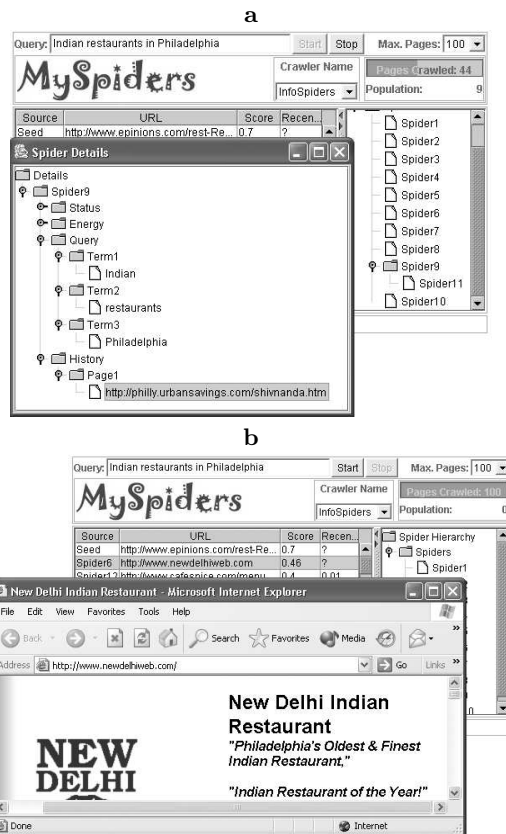 a
Query: Indian restaurants in Philadelphia Start Stop Max. Pages: 100
MySpiders
Crawler Name
InfoSpiders
Pages Crawled: 44
Population: 9
Source URL Score Recen...
Seed http://www.epinions.com/rest-Re... 0.7 ?
Spider1
Spider2
Spider3
Spider4
Spider5
Spider6
Spider7
Spider8
Spider9
Spider11
Spider10
Spider Details
Details
Spider9
Status
Energy
Query
Term1
Indian
Term2
restaurants
Term3
Philadelphia
History
Page1
http://philly.urbansavings.com/shivnanda.htm
b
Query: Indian restaurants in Philadelphia Start Stop Max. Pages: 100
MySpiders
Crawler Name
InfoSpiders
Pages Crawled: 100
Population: 0
Source URL Score Recen...
Seed http://www.epinions.com/rest-Re... 0.7 ?
Spider6 http://www.newdelhiweb.com 0.46 ?
Spider12 http://www.cafespice.com/menu 0.4 0.01
Spider Hierarchy
Spiders
Spider1
New Delhi Indian Restaurant - Microsoft Internet Explorer
File Edit View Favorites Tools Help
Back Search Favorites Media
Address http://www.newdelhiweb.com/ Go Links
NEW
DELHI
New Delhi Indian
Restaurant
"Philadelphia's Oldest & Finest
Indian Restaurant,"
"Indian Restaurant of the Year!"
Done Internet